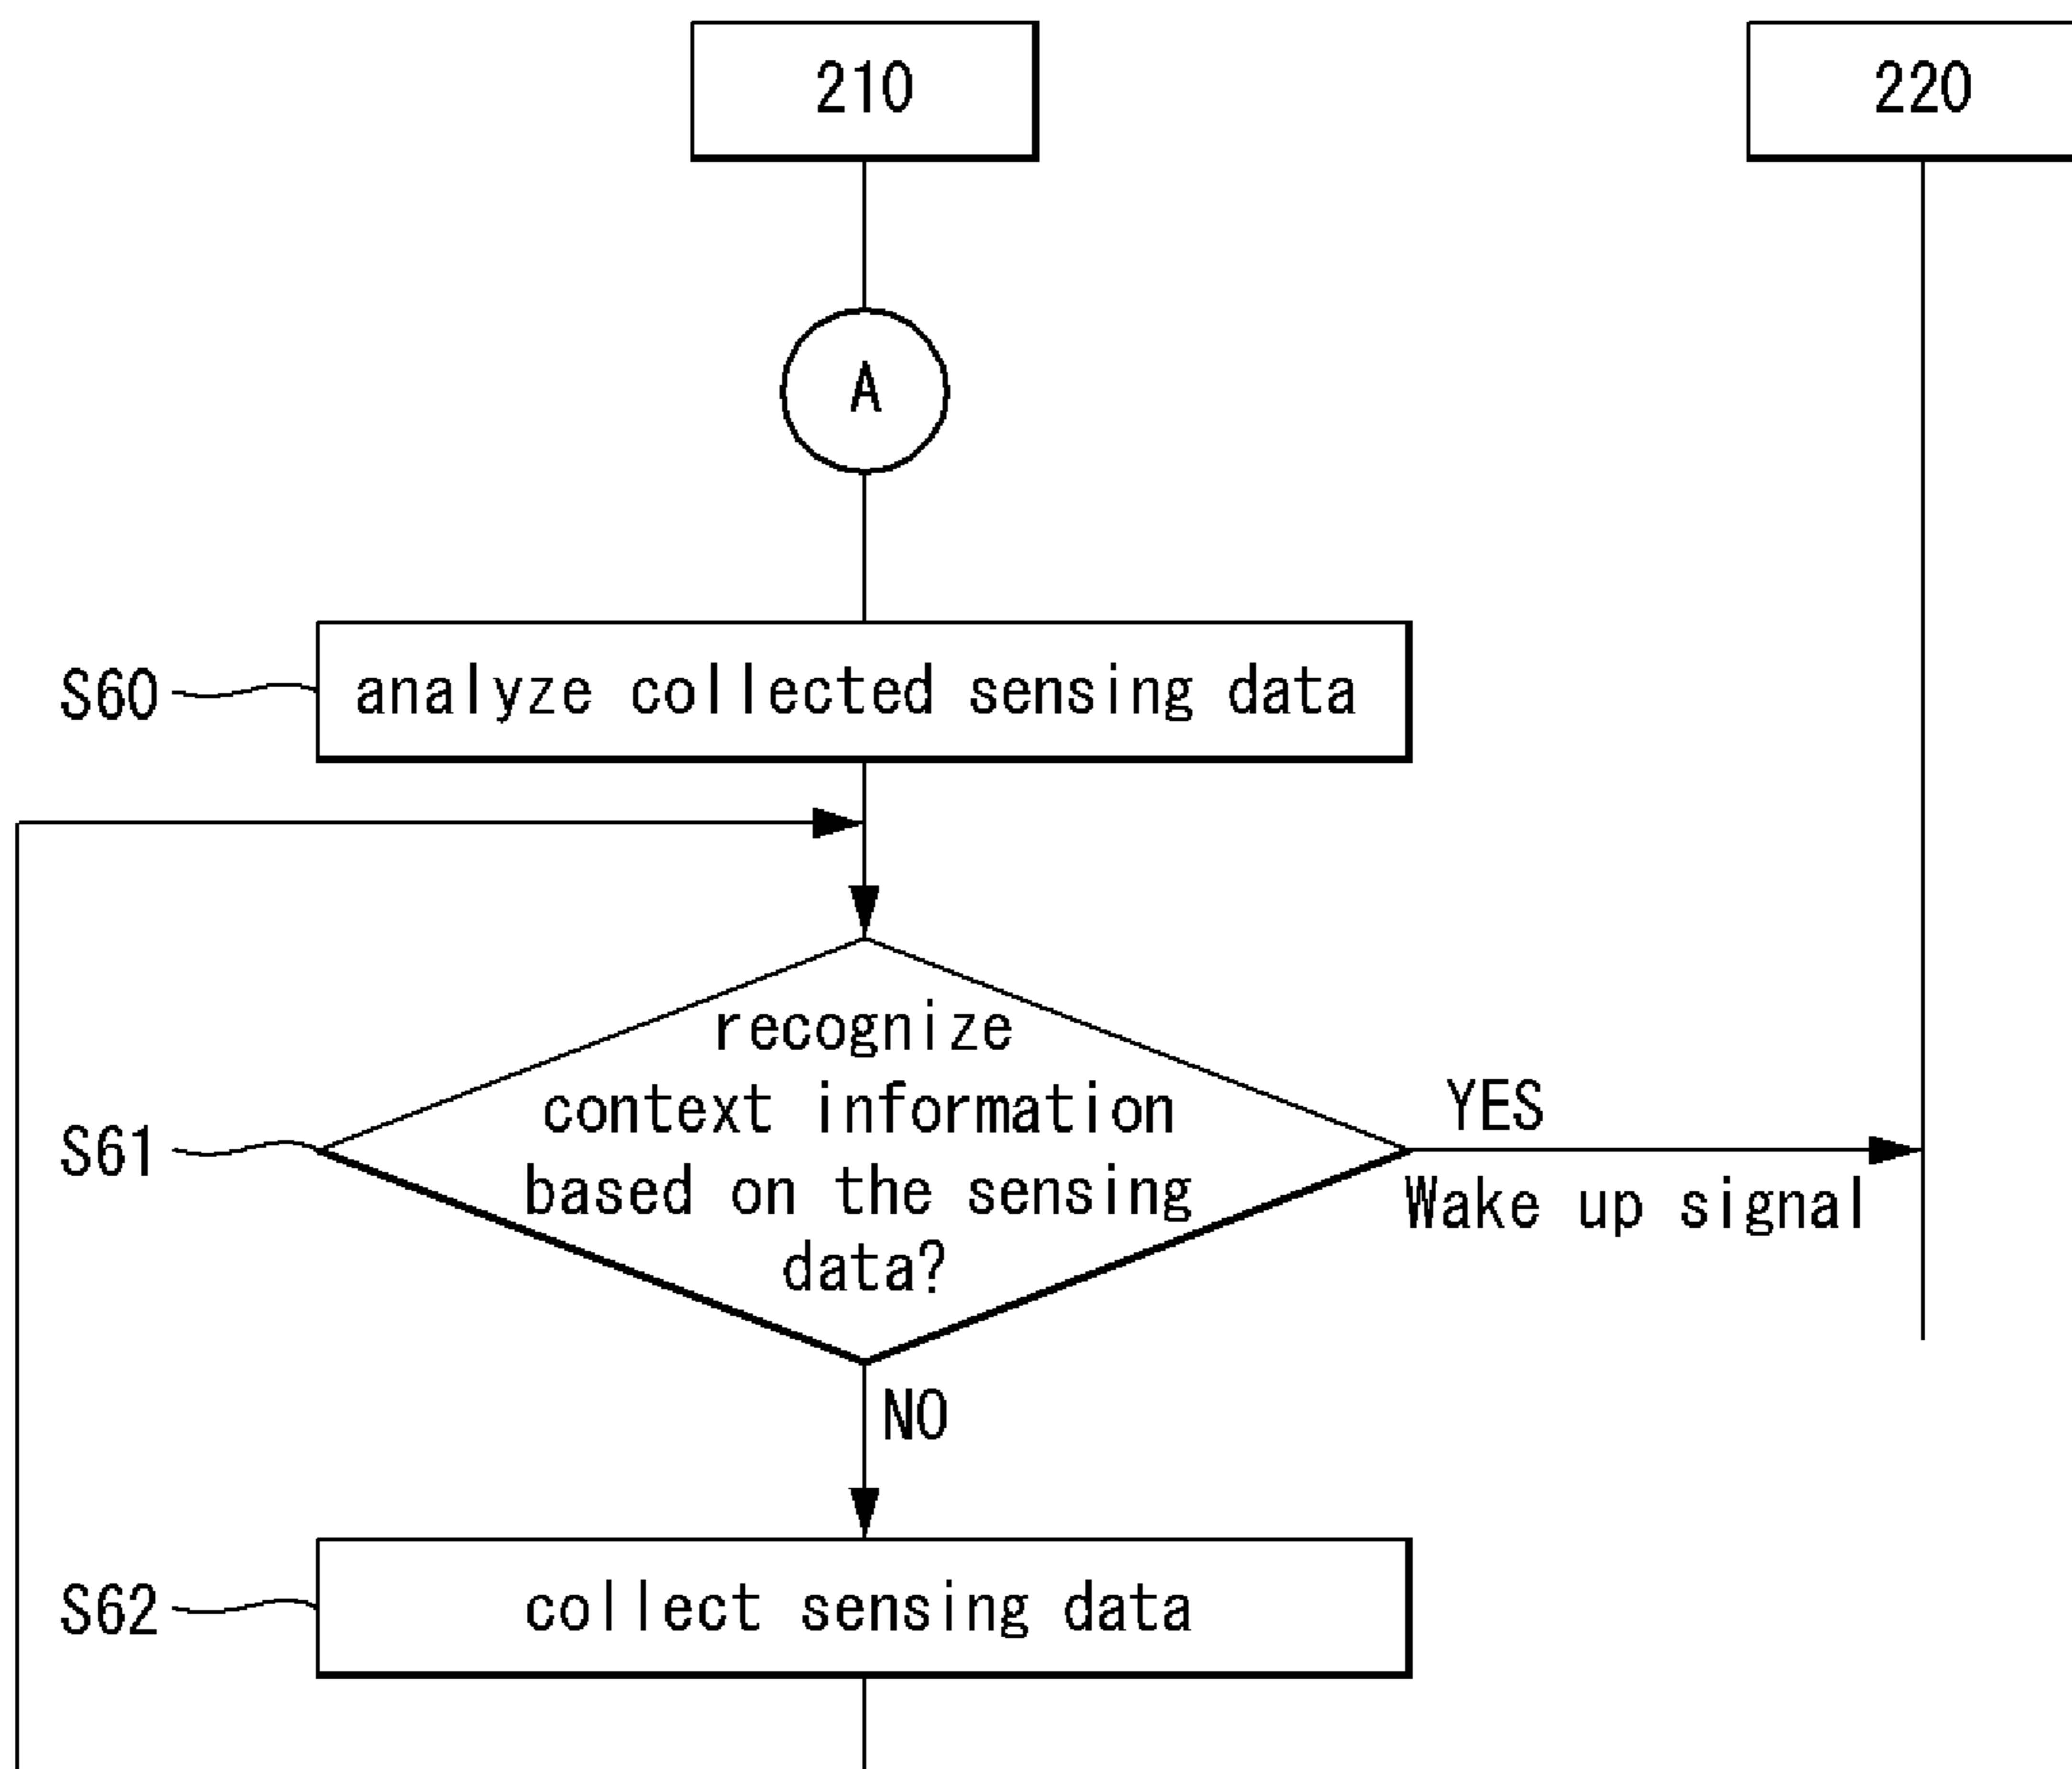 210
220
A
S60
analyze collected sensing data
S61
recognize
context information
based on the sensing
data?
YES
Wake up signal
NO
S62
collect sensing data